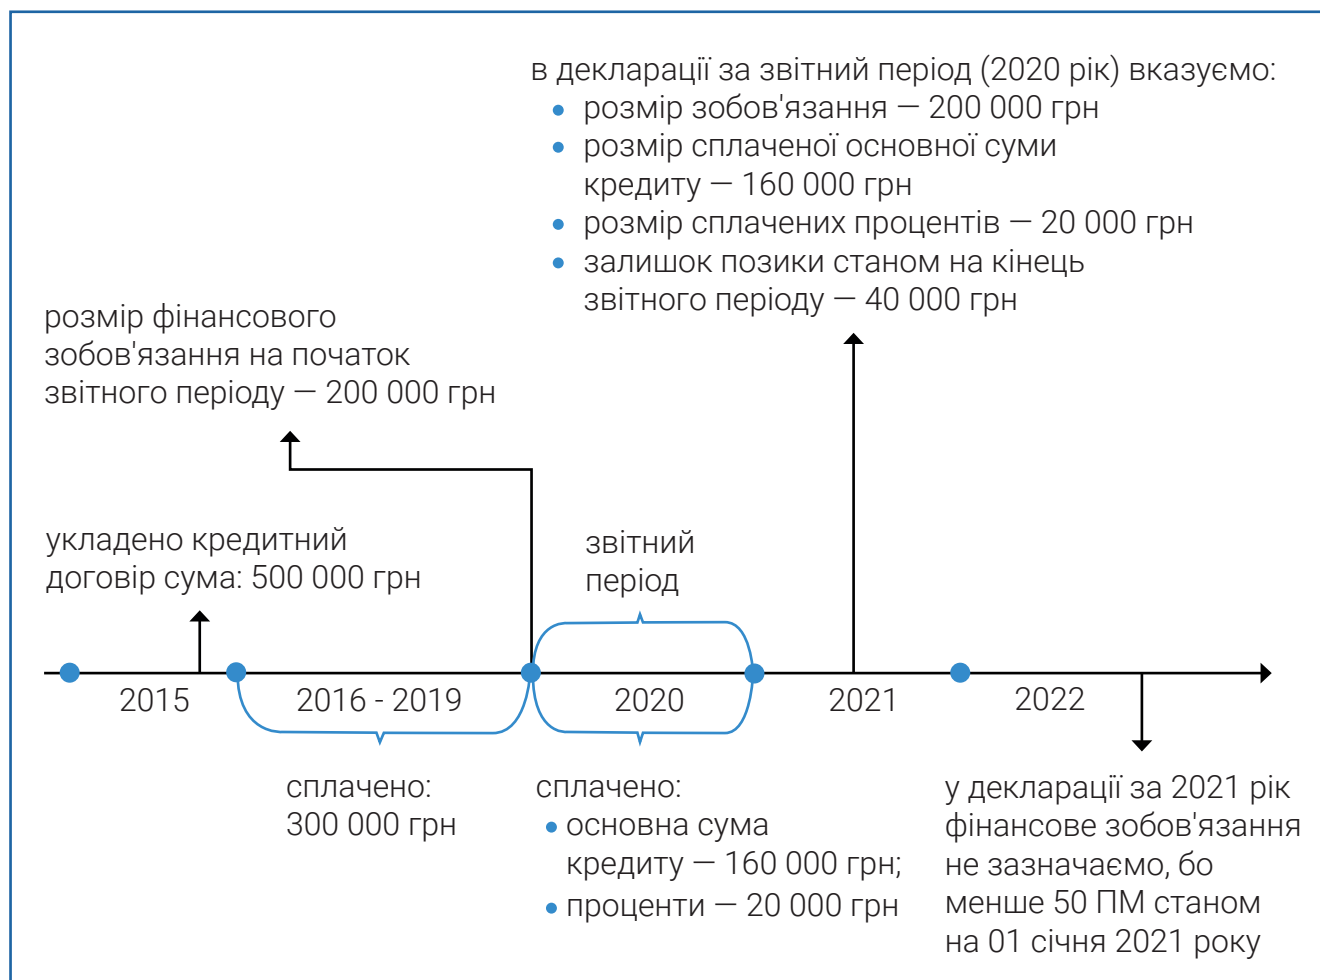 в декларації за звітний період (2020 рік) вказуємо:
• розмір зобов'язання — 200 000 грн
• розмір сплаченої основної суми
кредиту — 160 000 грн
• розмір сплачених процентів — 20 000 грн
• залишок позики станом на кінець
звітного періоду — 40 000 грн
розмір фінансового
зобов'язання на початок
звітного періоду — 200 000 грн
укладено кредитний
договір сума: 500 000 грн
звітний
період
2015
2016 - 2019
2020
2021
2022
сплачено:
300 000 грн
сплачено:
• основна сума
кредиту — 160 000 грн;
• проценти — 20 000 грн
у декларації за 2021 рік
фінансове зобов'язання
не зазначаємо, бо
менше 50 ПМ станом
на 01 січня 2021 року